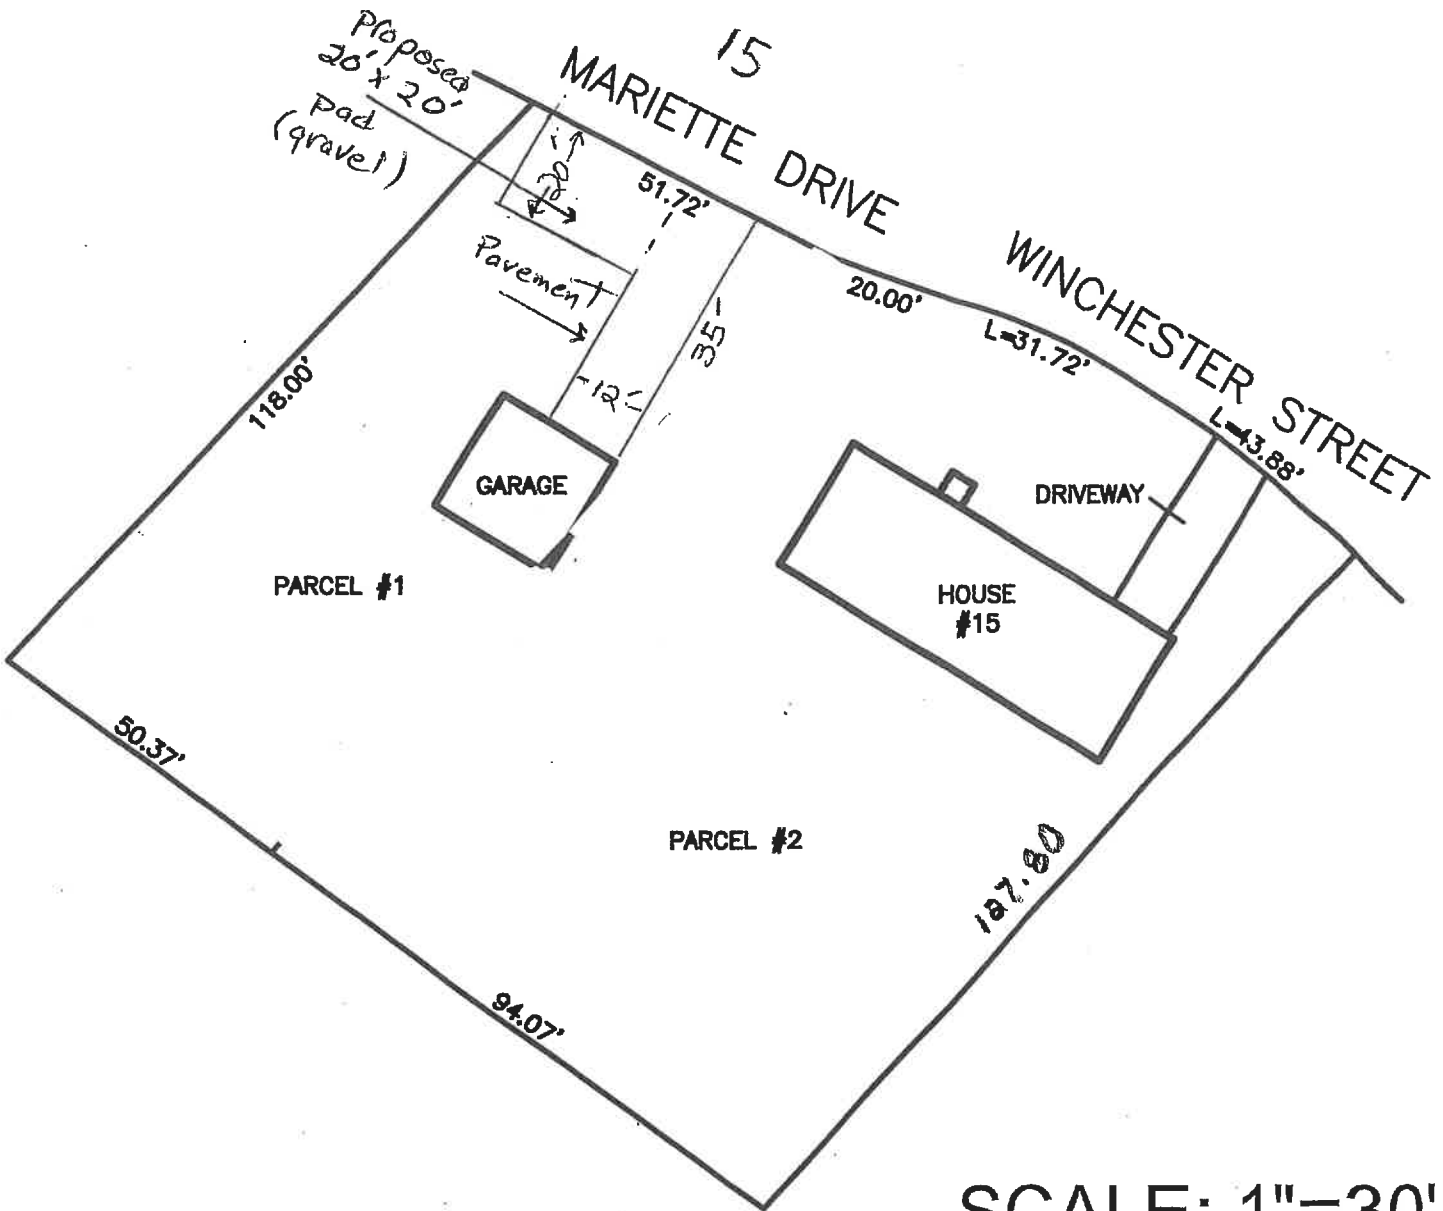 15
MARIETTE DRIVE
WINCHESTER STREET
proposed
20' x 20'
pad
(gravel)
20'
51.72'
Pavement
20.00'
L=31.72'
L=43.88'
35'
12'
118.00'
GARAGE
DRIVEWAY
HOUSE
#15
PARCEL #1
50.37'
PARCEL #2
127.80
94.07'
SCALE: 1"=30'